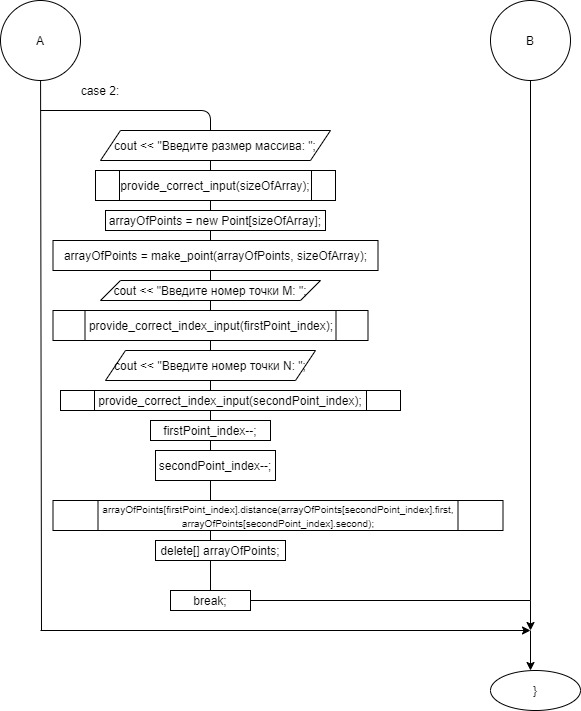 A
B
case 2:
cout << "Введите размер массива: ";
provide_correct_input(sizeOfArray);
arrayOfPoints = new Point[sizeOfArray];
arrayOfPoints = make_point(arrayOfPoints, sizeOfArray);
cout << "Введите номер точки M: ";
provide_correct_index_input(firstPoint_index);
cout << "Введите номер точки N: ";
provide_correct_index_input(secondPoint_index);
firstPoint_index--;
secondPoint_index--;
arrayOfPoints[firstPoint_index].distance(arrayOfPoints[secondPoint_index].first,
arrayOfPoints[secondPoint_index].second);
delete[] arrayOfPoints;
break;
}